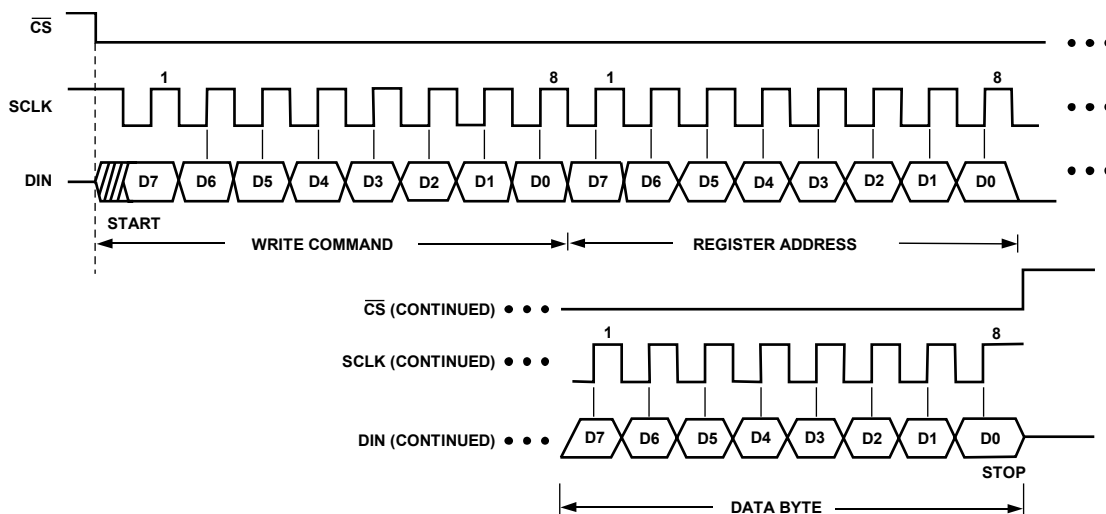 CS
1 8 1 8
SCLK
DIN D7 D6 D5 D4 D3 D2 D1 D0 D7 D6 D5 D4 D3 D2 D1 D0
START
WRITE COMMAND REGISTER ADDRESS
CS (CONTINUED)
1 8
SCLK (CONTINUED)
DIN (CONTINUED) D7 D6 D5 D4 D3 D2 D1 D0
STOP
DATA BYTE